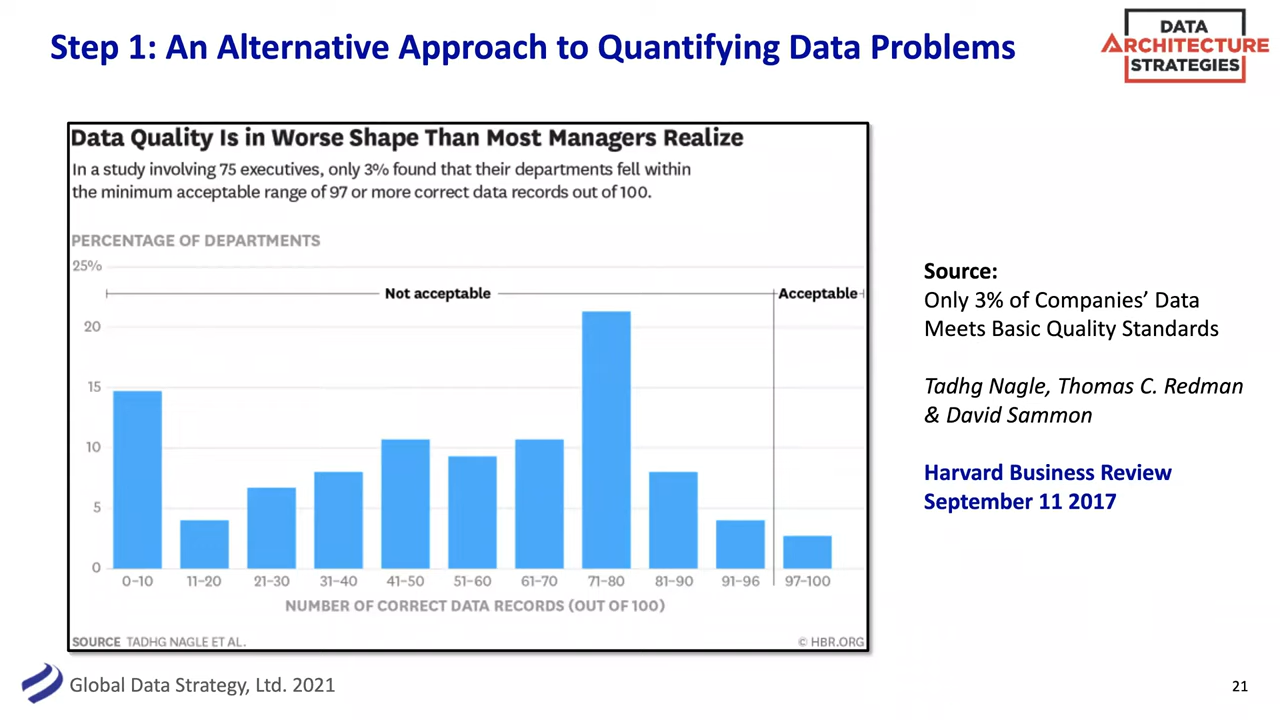 Step 1: An Alternative Approach to Quantifying Data Problems
DATA
ARCHITECTURE
STRATEGIES
Data Quality Is in Worse Shape Than Most Managers Realize
In a study involving 75 executives, only 3% found that their departments fell within
the minimum acceptable range of 97 or more correct data records out of 100.
PERCENTAGE OF DEPARTMENTS
25%
Not acceptable
Acceptable
20
15
10
5
0
0–10 11–20 21–30 31–40 41–50 51–60 61–70 71–80 81–90 91–96 97–100
NUMBER OF CORRECT DATA RECORDS (OUT OF 100)
SOURCE TADHG NAGLE ET AL.
© HBR.ORG
Source:
Only 3% of Companies’ Data
Meets Basic Quality Standards
Tadhg Nagle, Thomas C. Redman
& David Sammon
Harvard Business Review
September 11 2017
Global Data Strategy, Ltd. 2021
21